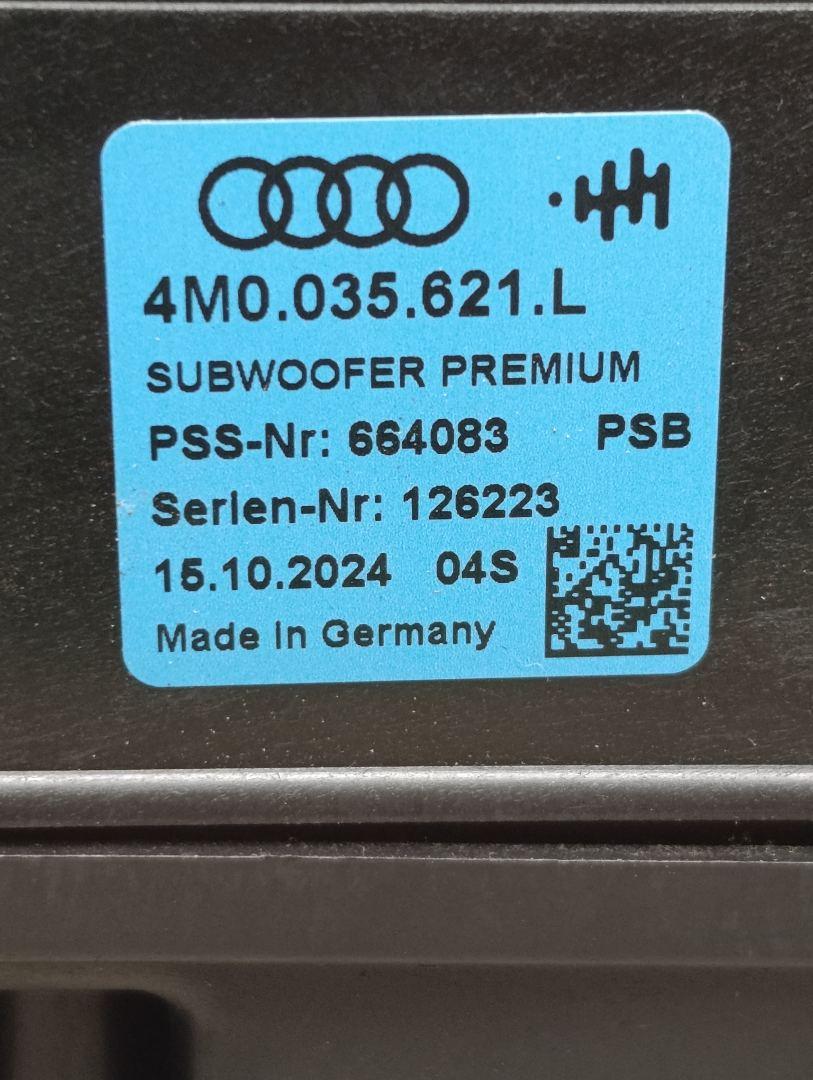 4M0.035.621.L
SUBWOOFER PREMIUM
PSS-Nr: 664083 PSB
Serien-Nr: 126223
15.10.2024 04S
Made in Germany